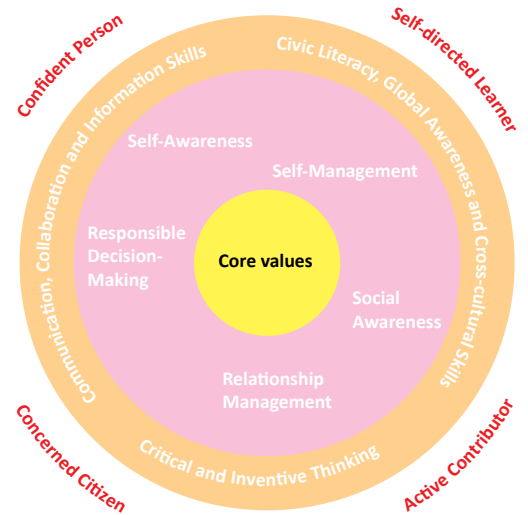 Confident Person
Self-directed Learner
Communication, Collaboration and Information Skills
Civic Literacy, Global Awareness and Cross-cultural Skills
Self-Awareness
Self-Management
Responsible
Decision-
Making
Core values
Social
Awareness
Relationship
Management
Critical and Inventive Thinking
Concerned Citizen
Active Contributor